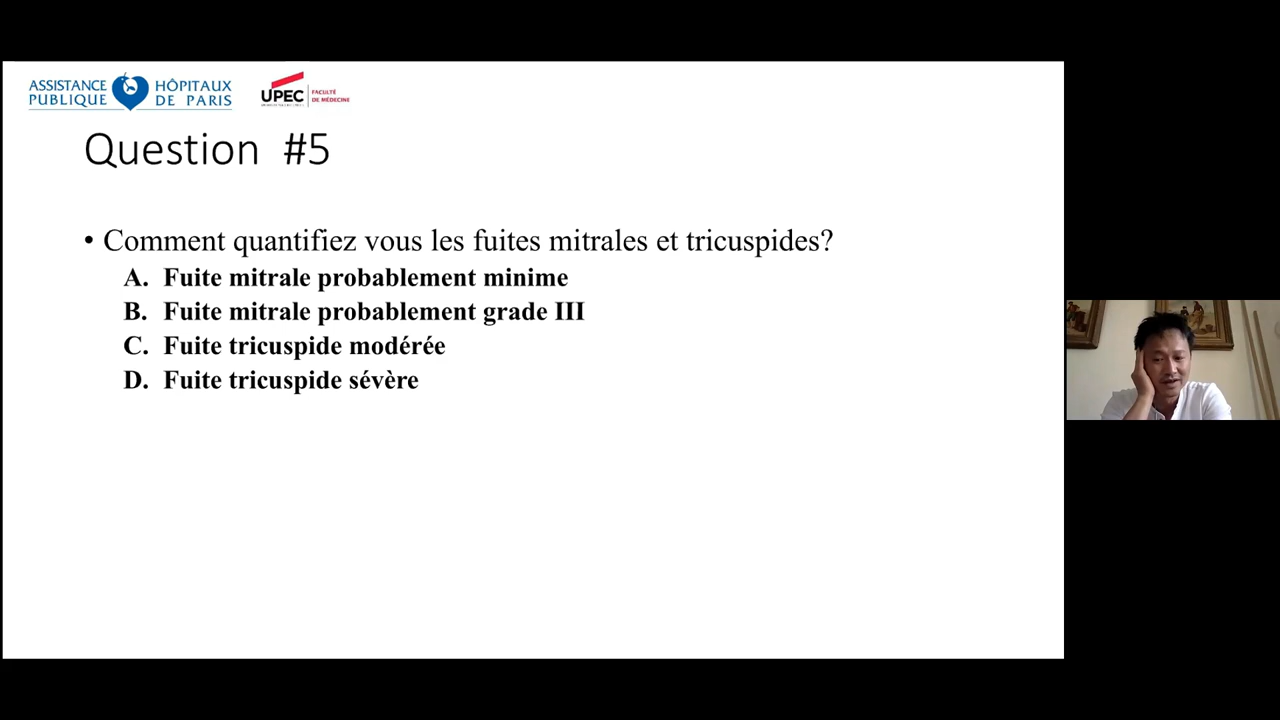 ASSISTANCE HÔPITAUX
PUBLIQUE DE PARIS
UPEC FACULTÉ
DE MÉDECINE
Question #5
• Comment quantifiez vous les fuites mitrales et tricuspides?
A. Fuite mitrale probablement minime
B. Fuite mitrale probablement grade III
C. Fuite tricuspide modérée
D. Fuite tricuspide sévère